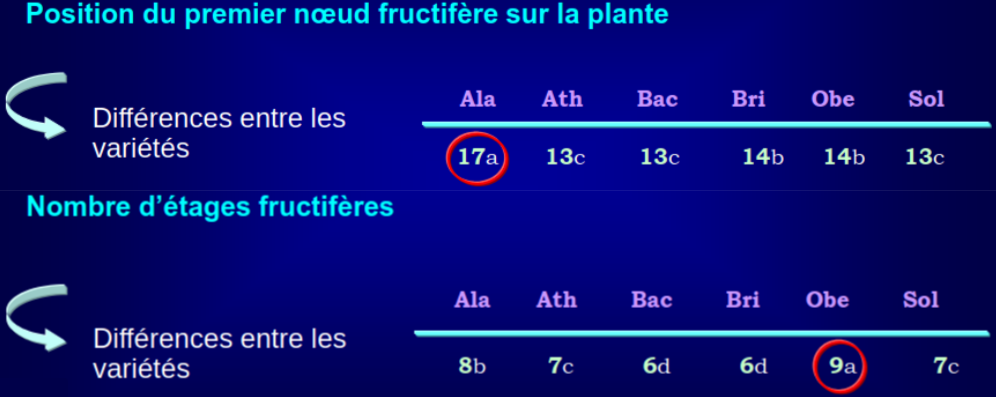 Position du premier nœud fructifère sur la plante
Ala Ath Bac Bri Obe Sol
Différences entre les
variétés
17a 13c 13c 14b 14b 13c
Nombre d’étages fructifères
Ala Ath Bac Bri Obe Sol
Différences entre les
variétés
8b 7c 6d 6d 9a 7c